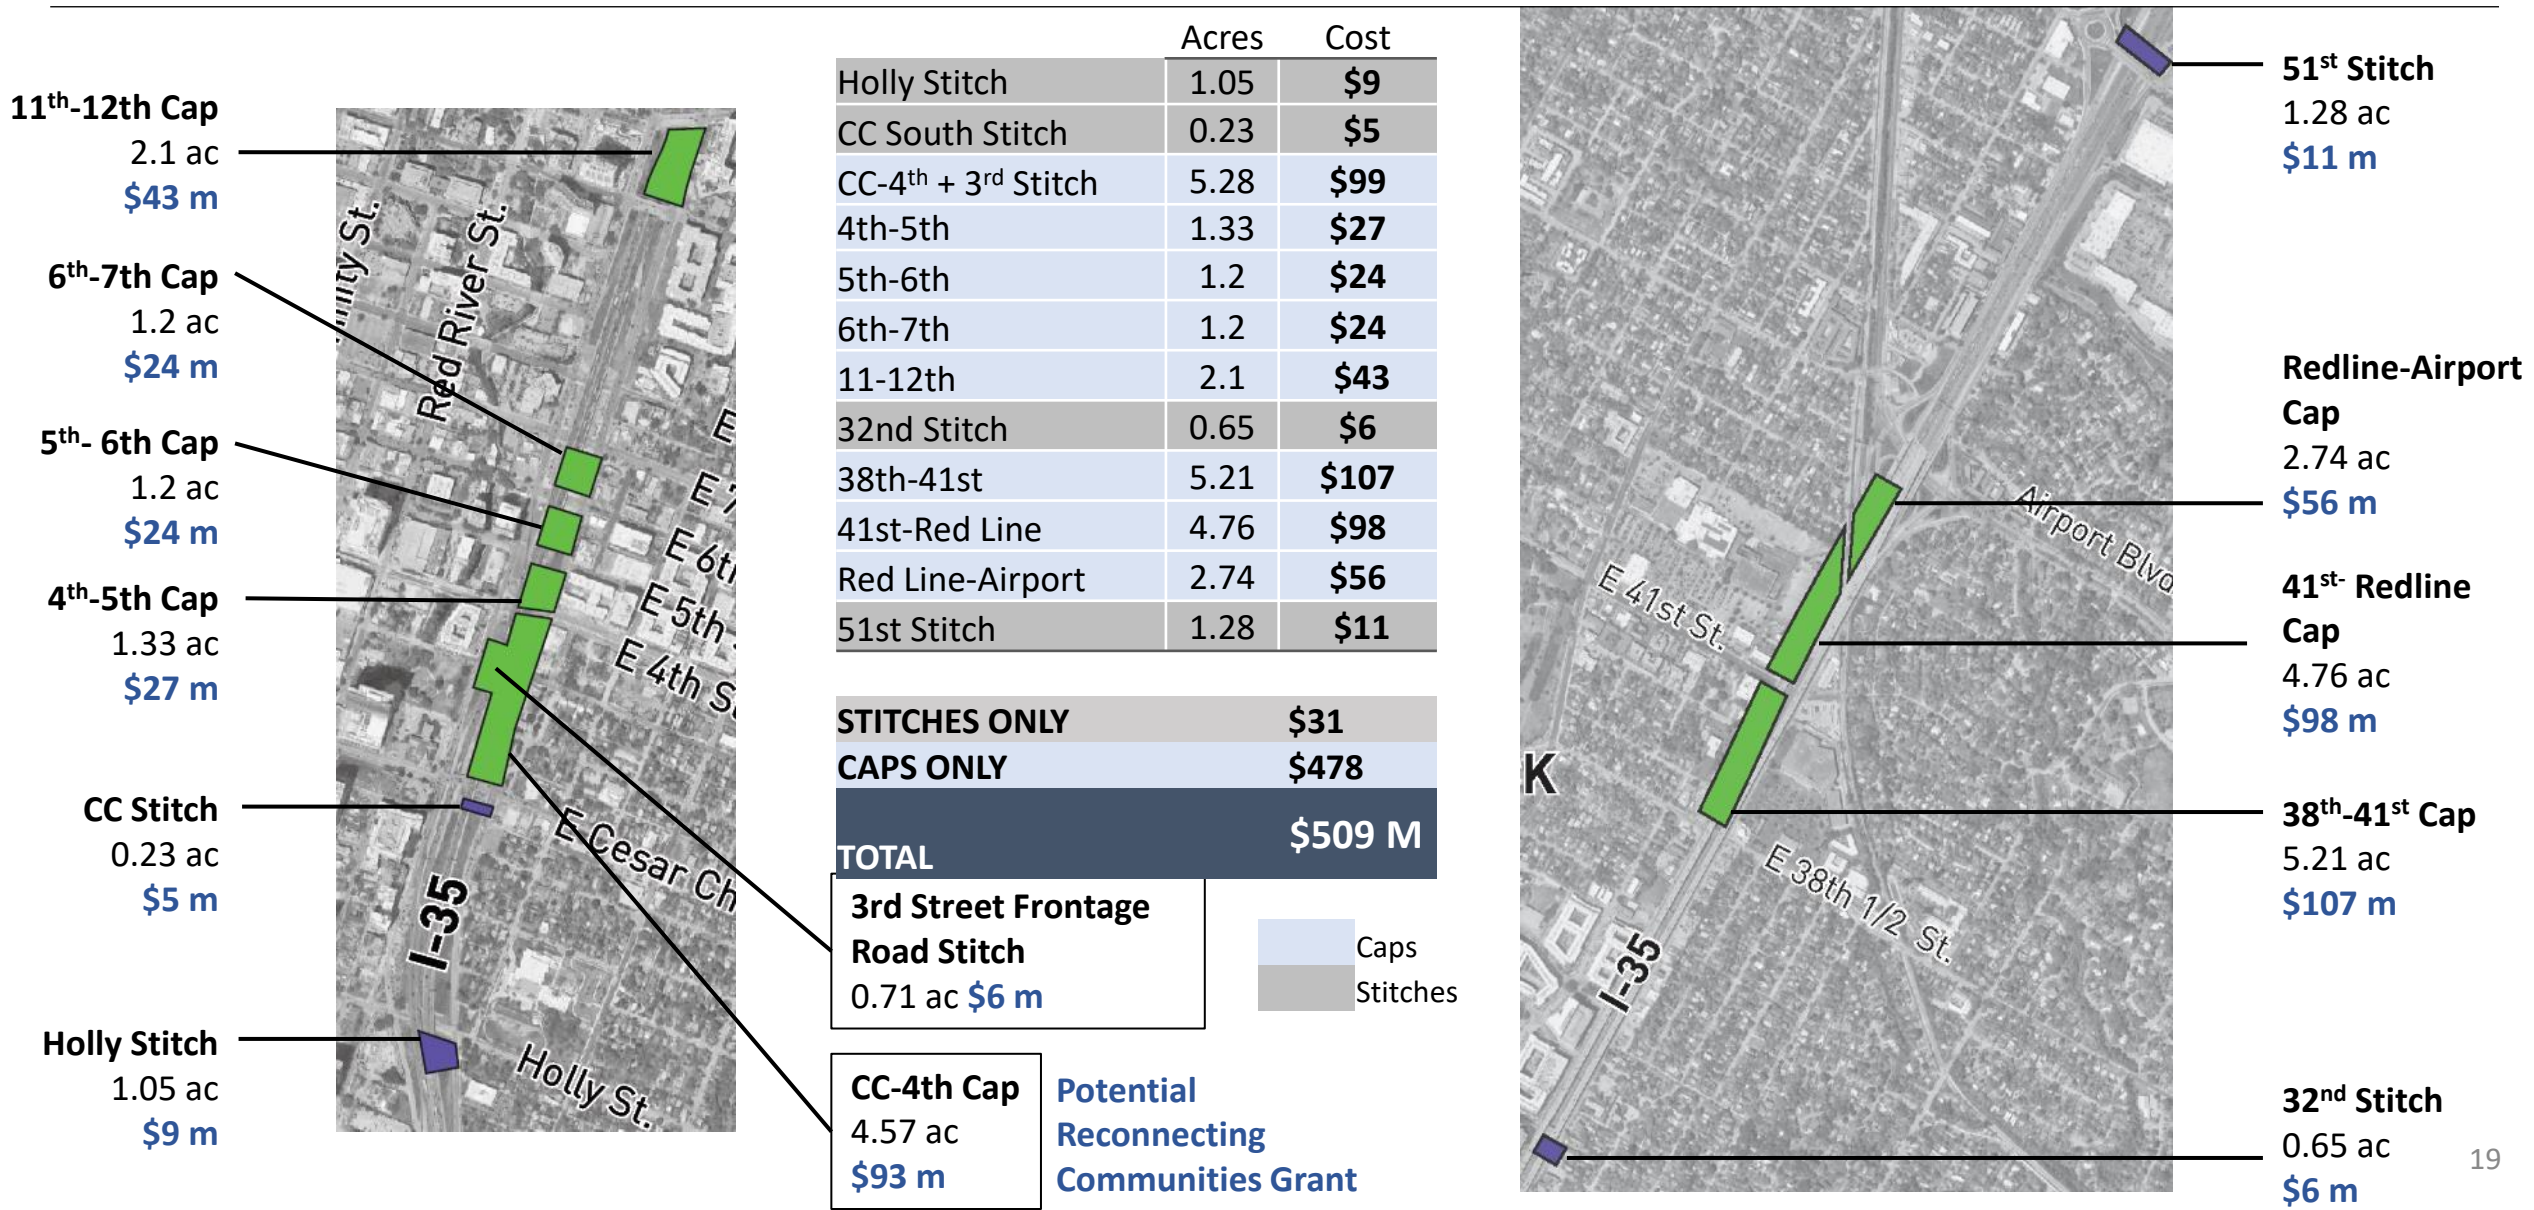 11th-12th Cap
2.1 ac
$43 m
6th-7th Cap
1.2 ac
$24 m
5th- 6th Cap
1.2 ac
$24 m
4th-5th Cap
1.33 ac
$27 m
CC Stitch
0.23 ac
$5 m
Holly Stitch
1.05 ac
$9 m
Red River St.
E 6th
E 5th
E 4th S
E Cesar Ch
I-35
Holly St.
Acres Cost
Holly Stitch 1.05 $9
CC South Stitch 0.23 $5
CC-4th + 3rd Stitch 5.28 $99
4th-5th 1.33 $27
5th-6th 1.2 $24
6th-7th 1.2 $24
11-12th 2.1 $43
32nd Stitch 0.65 $6
38th-41st 5.21 $107
41st-Red Line 4.76 $98
Red Line-Airport 2.74 $56
51st Stitch 1.28 $11
STITCHES ONLY $31
CAPS ONLY $478
TOTAL $509 M
3rd Street Frontage
Road Stitch
0.71 ac $6 m
Caps
Stitches
CC-4th Cap
4.57 ac
$93 m
Potential
Reconnecting
Communities Grant
Airport Blvd
E 41st St.
K
E 38th 1/2 St.
I-35
51st Stitch
1.28 ac
$11 m
Redline-Airport
Cap
2.74 ac
$56 m
41st- Redline
Cap
4.76 ac
$98 m
38th-41st Cap
5.21 ac
$107 m
32nd Stitch
0.65 ac
$6 m
19